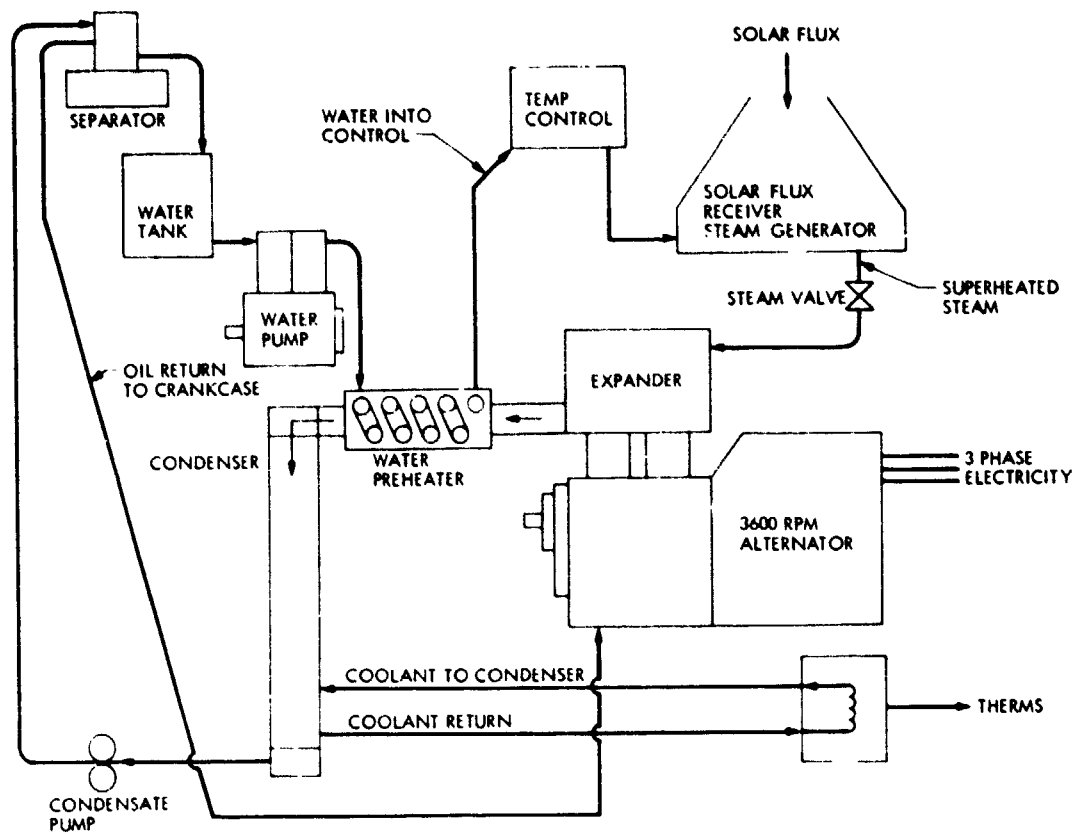 SOLAR FLUX
TEMP
CONTROL
WATER INTO
CONTROL
SEPARATOR
SOLAR FLUX
RECEIVER
STEAM GENERATOR
WATER
TANK
SUPERHEATED
STEAM
STEAM VALVE
WATER
PUMP
OIL RETURN
TO CRANKCASE
EXPANDER
CONDENSER
WATER
PREHEATER
3 PHASE
ELECTRICITY
3600 RPM
ALTERNATOR
COOLANT TO CONDENSER
COOLANT RETURN
THERMS
CONDENSATE
PUMP